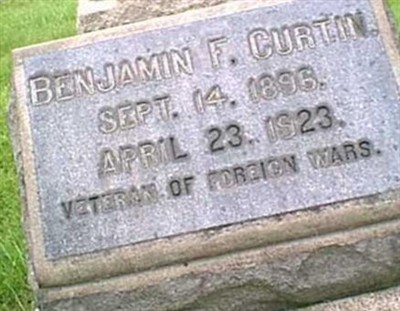 BENJAMIN F. CURTIN.
SEPT. 14. 1896.
APRIL 23. 1923.
VETERAN OF FOREIGN WARS.